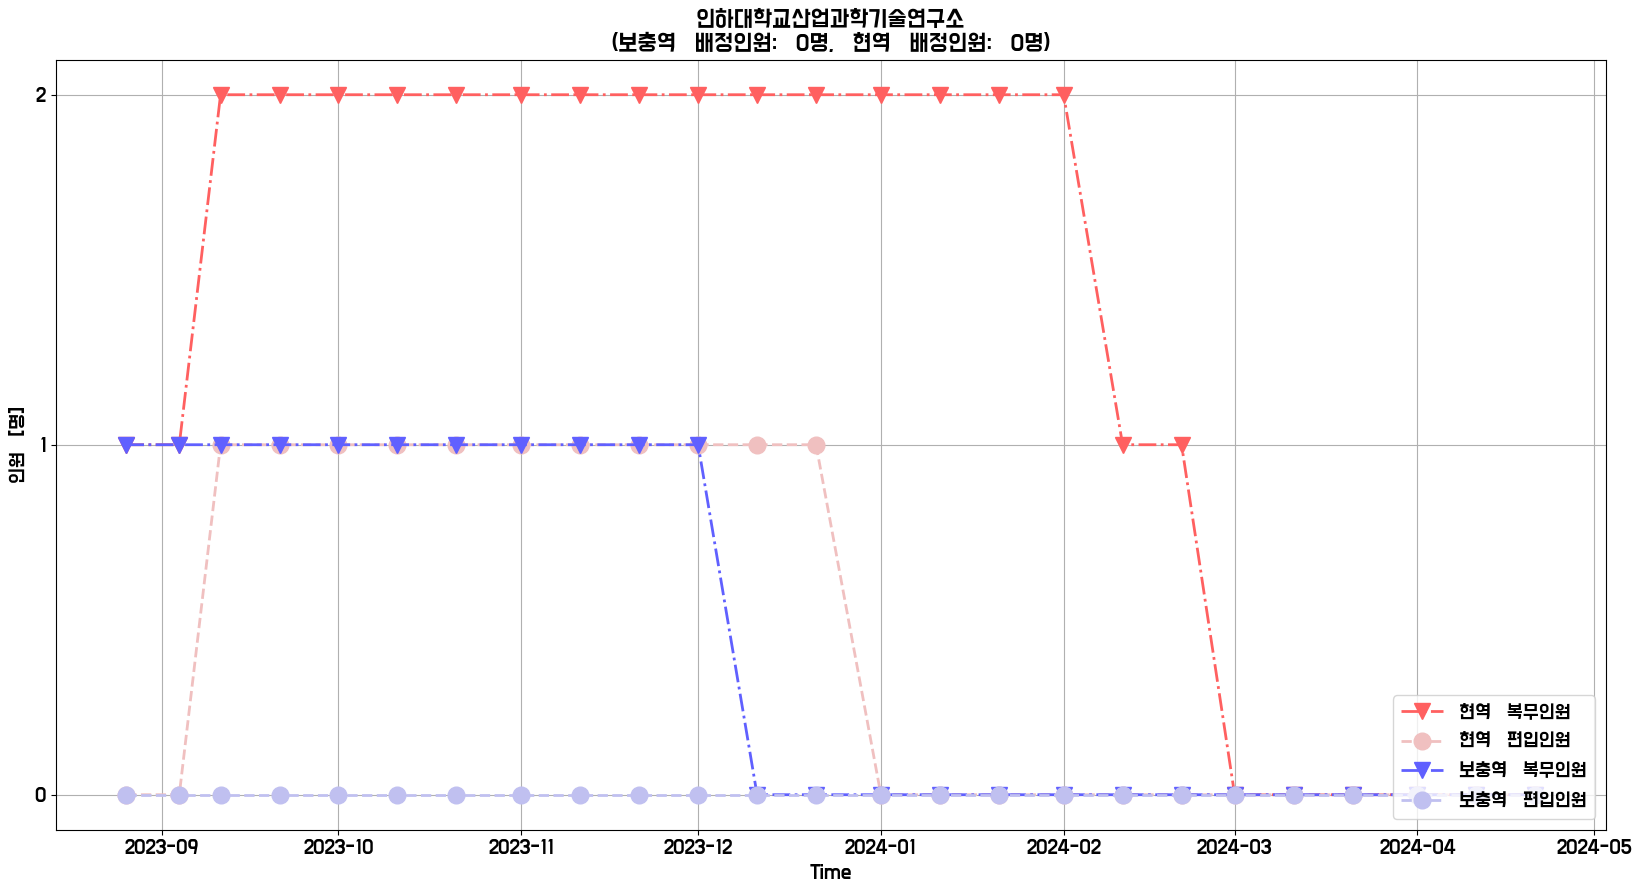 인하대학교산업과학기술연구소
(보충역 배정인원: 0명, 현역 배정인원: 0명)
인원 [명]
2
1
0
현역 복무인원
현역 편입인원
보충역 복무인원
보충역 편입인원
2023-09 2023-10 2023-11 2023-12 2024-01 2024-02 2024-03 2024-04 2024-05
Time